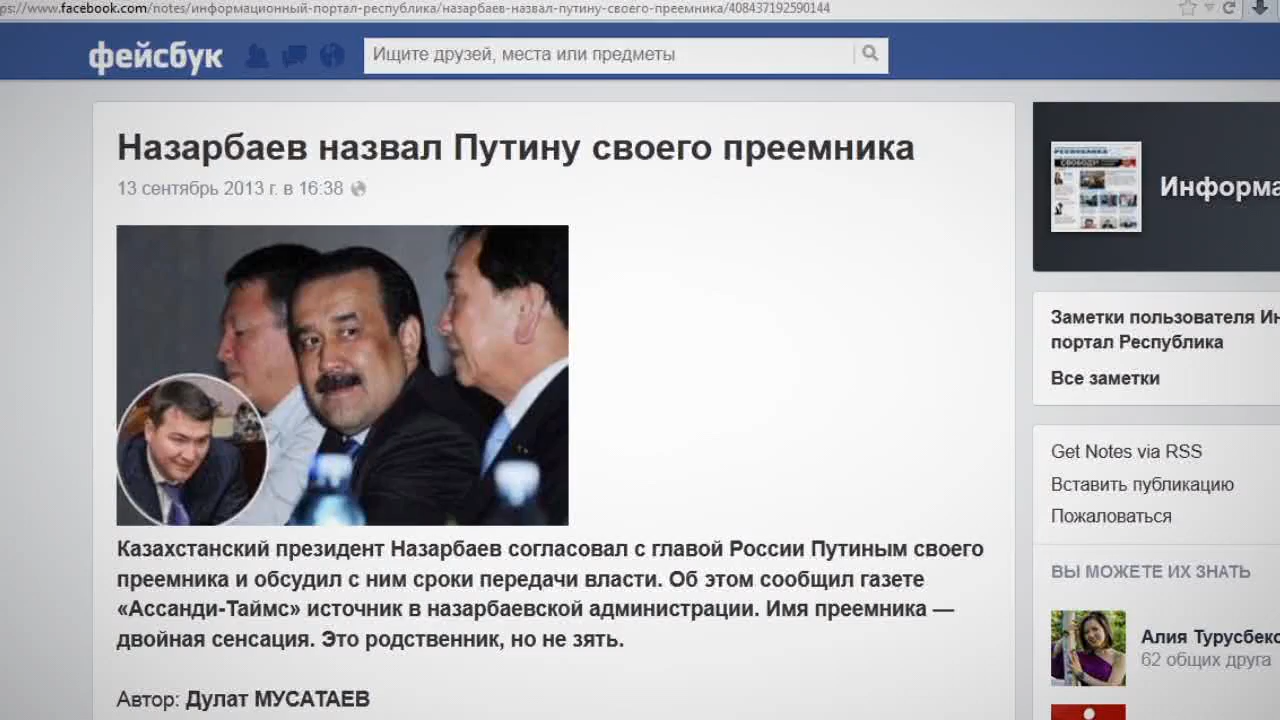 ps://www.facebook.com/notes/информационный-портал-республика/назарбаев-назвал-путину-своего-преемника/408437192590144
фейсбук
Ищите друзей, места или предметы
Назарбаев назвал Путину своего преемника
13 сентябрь 2013 г. в 16:38
Казахстанский президент Назарбаев согласовал с главой России Путиным своего
преемника и обсудил с ним сроки передачи власти. Об этом сообщил газете
«Ассанди-Таймс» источник в назарбаевской администрации. Имя преемника —
двойная сенсация. Это родственник, но не зять.
Автор: Дулат МУСАТАЕВ
Информа
Заметки пользователя Ин
портал Республика
Все заметки
Get Notes via RSS
Вставить публикацию
Пожаловаться
ВЫ МОЖЕТЕ ИХ ЗНАТЬ
Алия Турусбеко
62 общих друга